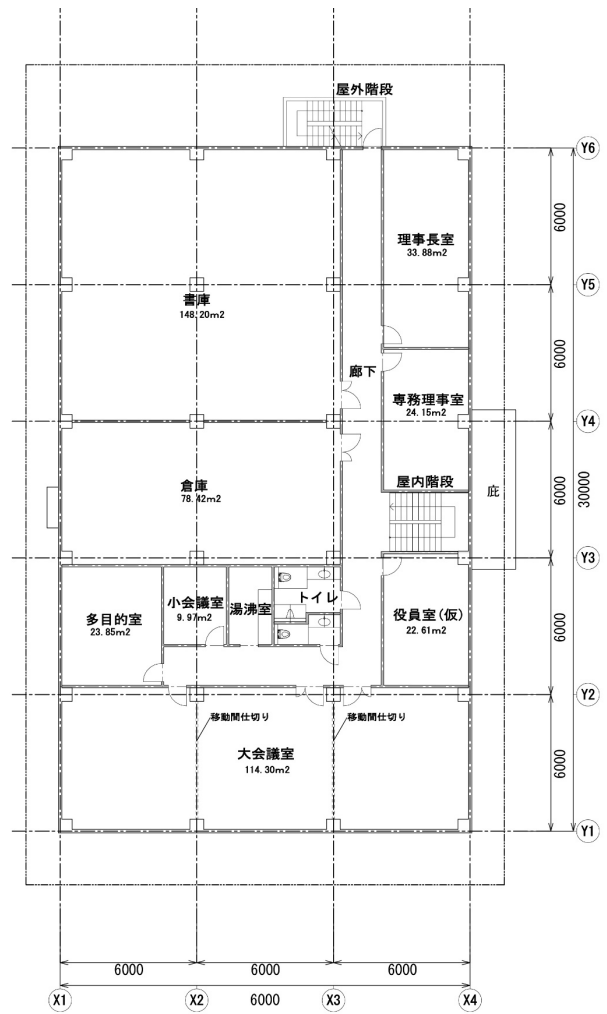 屋外階段
Y6
理事長室
33.88m2
6000
Y5
書庫
148.20m2
6000
廊下
専務理事室
24.15m2
Y4
倉庫
78.42m2
屋内階段
庇
6000
30000
Y3
多目的室
23.85m2
小会議室
9.97m2
湯沸室
トイレ
役員室(仮)
22.61m2
6000
Y2
移動間仕切り
移動間仕切り
大会議室
114.30m2
6000
Y1
6000
6000
6000
X1
X2
6000
X3
X4